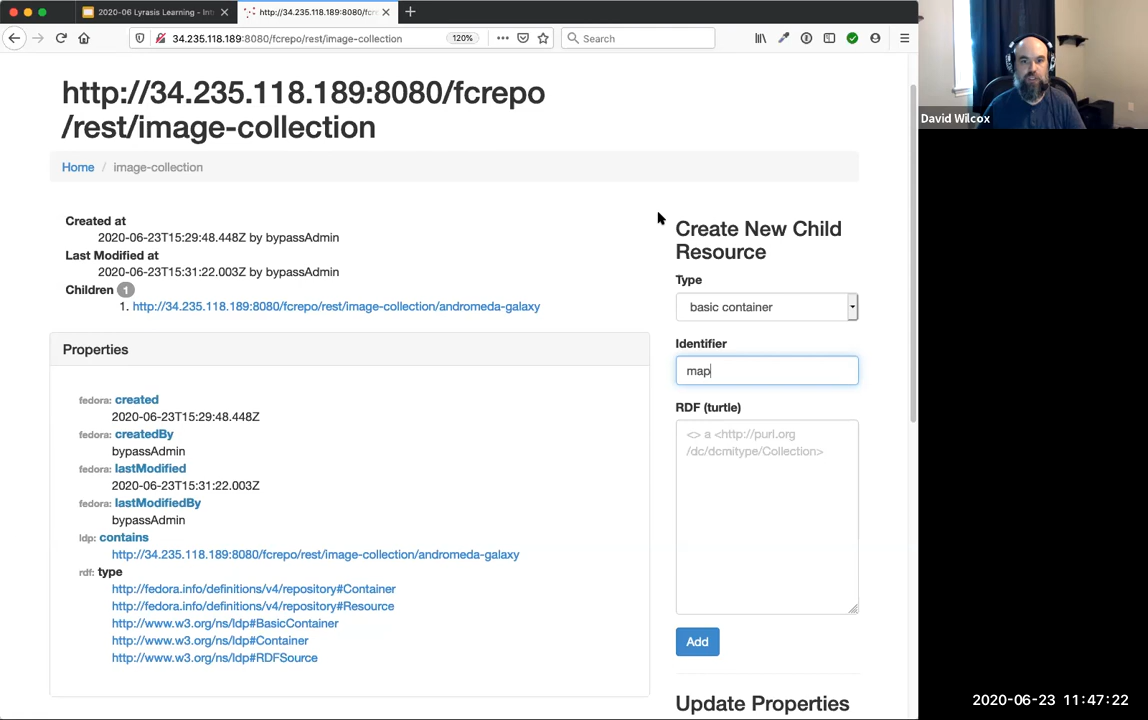 2020-06 Lyrasis Learning - Int
http://34.235.118.189:8080/fcre
34.235.118.189:8080/fcrepo/rest/image-collection
120%
Search
David Wilcox
http://34.235.118.189:8080/fcrepo
/rest/image-collection
Home / image-collection
Created at
2020-06-23T15:29:48.448Z by bypassAdmin
Last Modified at
2020-06-23T15:31:22.003Z by bypassAdmin
Children 1
1. http://34.235.118.189:8080/fcrepo/rest/image-collection/andromeda-galaxy
Properties
fedora: created
2020-06-23T15:29:48.448Z
fedora: createdBy
bypassAdmin
fedora: lastModified
2020-06-23T15:31:22.003Z
fedora: lastModifiedBy
bypassAdmin
ldp: contains
http://34.235.118.189:8080/fcrepo/rest/image-collection/andromeda-galaxy
rdf: type
http://fedora.info/definitions/v4/repository#Container
http://fedora.info/definitions/v4/repository#Resource
http://www.w3.org/ns/ldp#BasicContainer
http://www.w3.org/ns/ldp#Container
http://www.w3.org/ns/ldp#RDFSource
Create New Child
Resource
Type
basic container
Identifier
map
RDF (turtle)
<> a <http://purl.org
/dc/dcmitype/Collection>
Add
Update Properties
2020-06-23 11:47:22